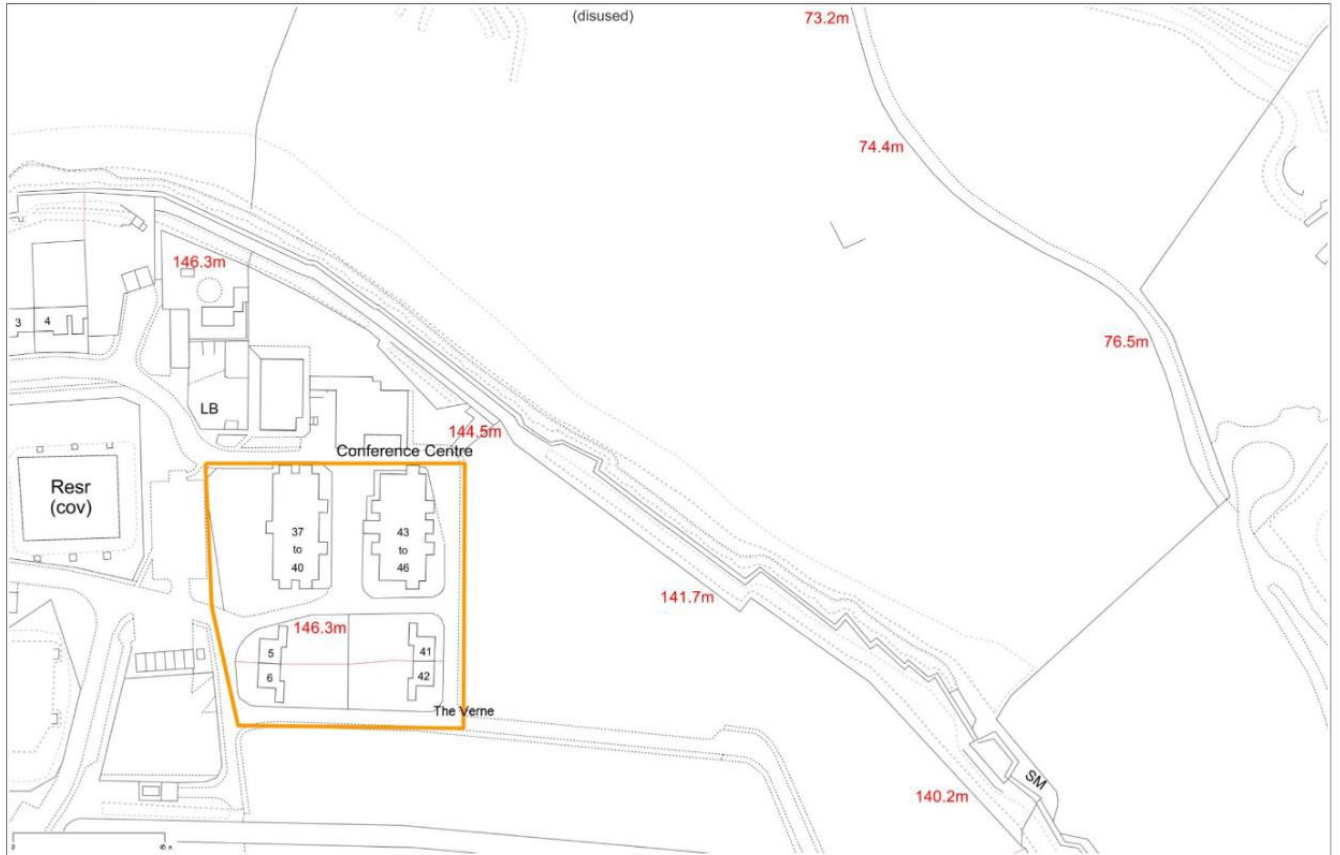 (disused)
73.2m
74.4m
146.3m
3 4
76.5m
LB
144.5m
Conference Centre
Resr
(cov)
37
to
40
43
to
46
141.7m
146.3m
5
6
41
42
The Verne
SM
140.2m